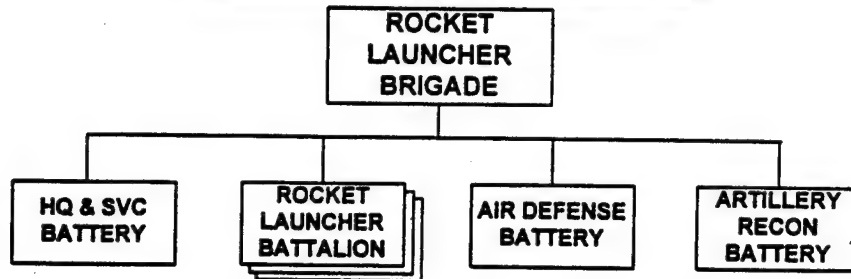 ROCKET
LAUNCHER
BRIGADE
HQ & SVC
BATTERY
ROCKET
LAUNCHER
BATTALION
AIR DEFENSE
BATTERY
ARTILLERY
RECON
BATTERY